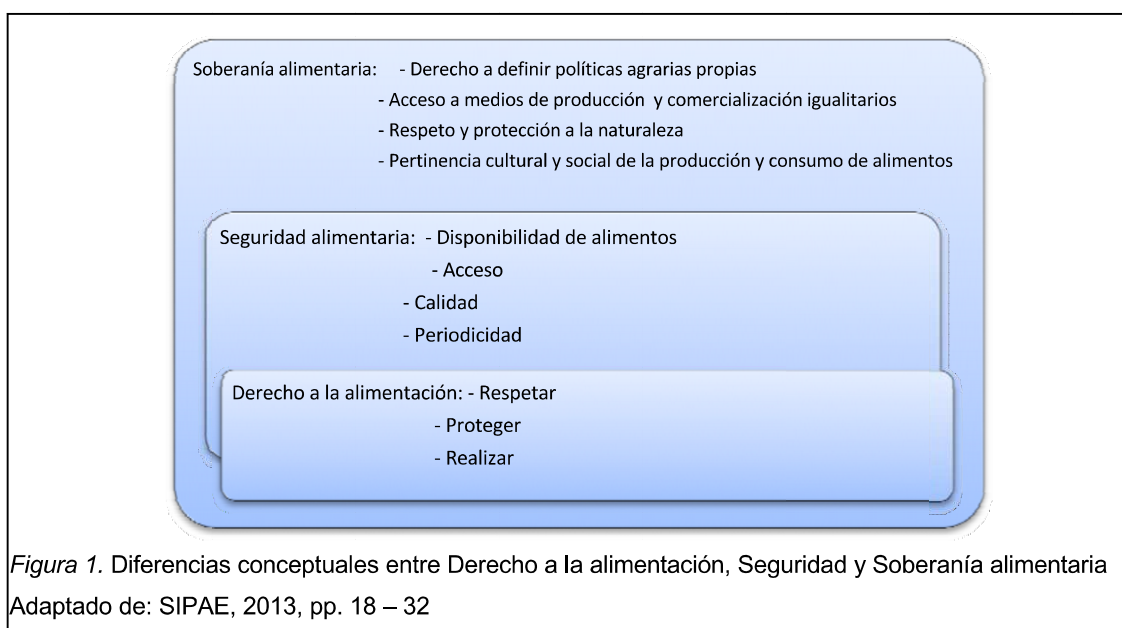 Soberanía alimentaria: - Derecho a definir políticas agrarias propias
- Acceso a medios de producción y comercialización igualitarios
- Respeto y protección a la naturaleza
- Pertinencia cultural y social de la producción y consumo de alimentos
Seguridad alimentaria: - Disponibilidad de alimentos
- Acceso
- Calidad
- Periodicidad
Derecho a la alimentación: - Respetar
- Proteger
- Realizar
Figura 1. Diferencias conceptuales entre Derecho a la alimentación, Seguridad y Soberanía alimentaria
Adaptado de: SIPAE, 2013, pp. 18 – 32